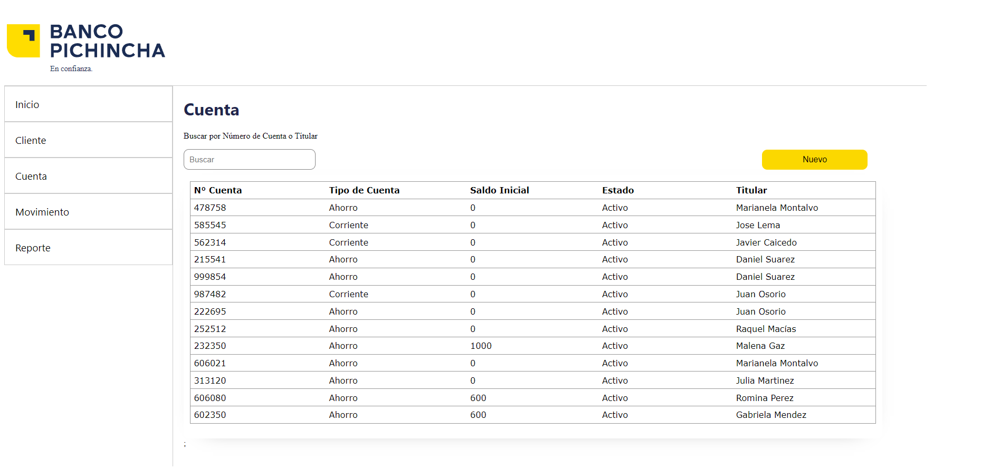 BANCO
PICHINCHA
En confianza.
Inicio
Cliente
Cuenta
Movimiento
Reporte
Cuenta
Buscar por Número de Cuenta o Títular
Buscar
Nuevo
Nº Cuenta Tipo de Cuenta Saldo Inicial Estado Titular
478758 Ahorro 0 Activo Marianela Montalvo
585545 Corriente 0 Activo Jose Lema
562314 Corriente 0 Activo Javier Caicedo
215541 Ahorro 0 Activo Daniel Suarez
999854 Ahorro 0 Activo Daniel Suarez
987482 Corriente 0 Activo Juan Osorio
222695 Ahorro 0 Activo Juan Osorio
252512 Ahorro 0 Activo Raquel Macías
232350 Ahorro 1000 Activo Malena Gaz
606021 Ahorro 0 Activo Marianela Montalvo
313120 Ahorro 0 Activo Julia Martinez
606080 Ahorro 600 Activo Romina Perez
602350 Ahorro 600 Activo Gabriela Mendez
;